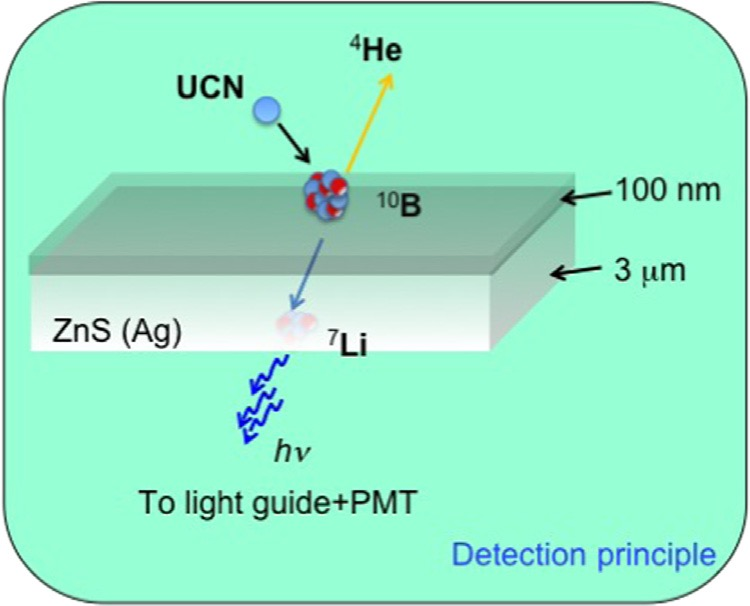 ⁴He
UCN
¹⁰B
100 nm
3 μm
ZnS (Ag)
⁷Li
hν
To light guide+PMT
Detection principle